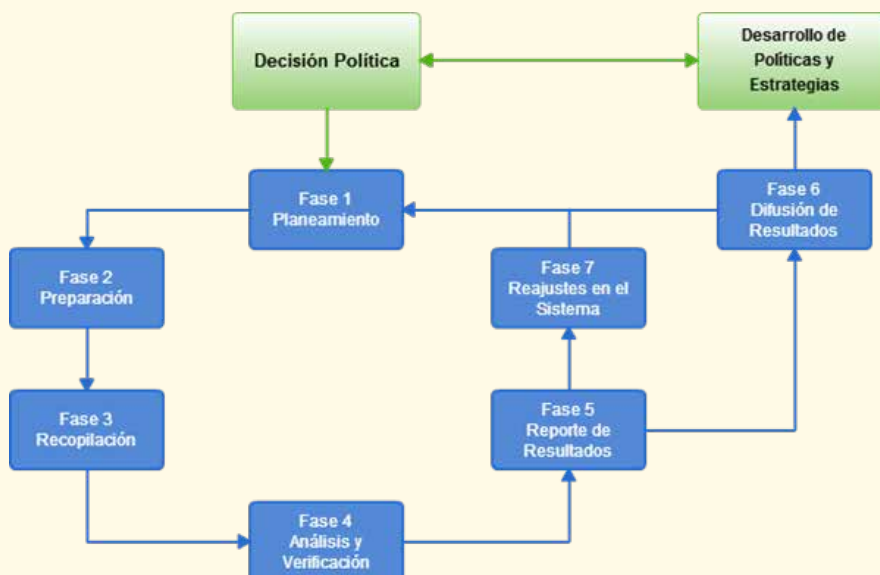 Decisión Política
Desarrollo de
Políticas y
Estrategias
Fase 1
Planeamiento
Fase 6
Difusión de
Resultados
Fase 2
Preparación
Fase 7
Reajustes en el
Sistema
Fase 3
Recopilación
Fase 5
Reporte de
Resultados
Fase 4
Análisis y
Verificación